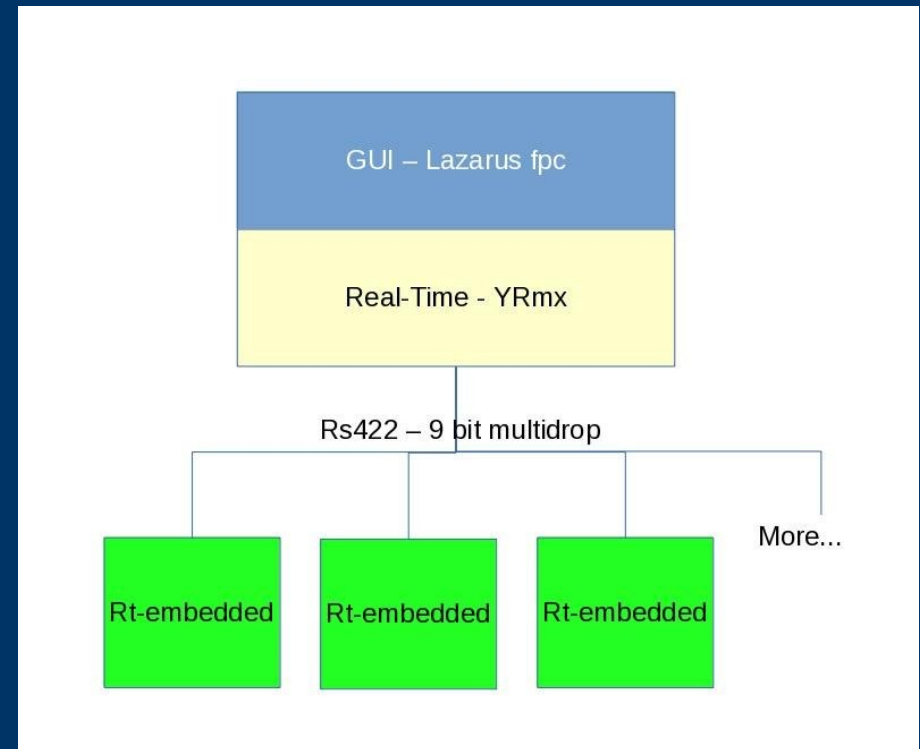 GUI – Lazarus fpc
Real-Time - YRmx
Rs422 – 9 bit multidrop
More...
Rt-embedded
Rt-embedded
Rt-embedded